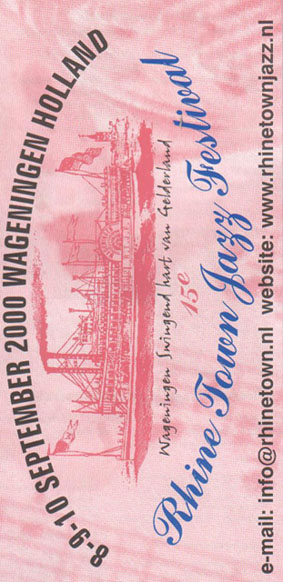 8-9-10 SEPTEMBER 2000 WAGENINGEN HOLLAND
Wageningen Swingend hart van Gelderland
15e
Rhine Town Jazz Festival
e-mail: info@rhinetown.nl website: www.rhinetownjazz.nl